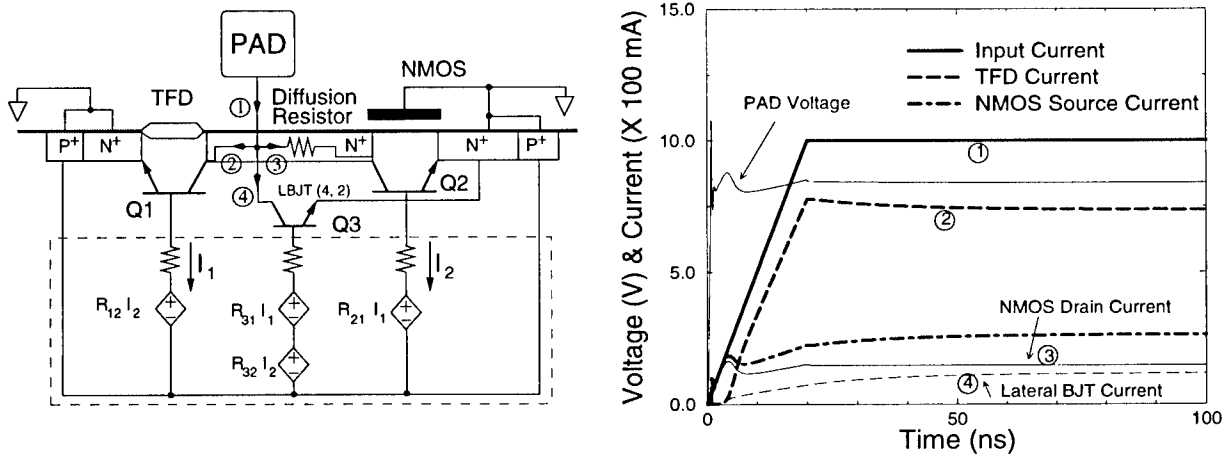 PAD
NMOS
TFD
①
Diffusion
Resistor
P+
N+
N+
N+
P+
②
③
④
LBJT (4, 2)
Q1
Q2
Q3
I1
I2
R12 I2
R31 I1
R21 I1
R32 I2
+
−
+
−
+
−
+
−
Voltage (V) & Current (X 100 mA)
15.0
10.0
5.0
0.0
Input Current
TFD Current
NMOS Source Current
PAD Voltage
①
②
NMOS Drain Current
③
④
Lateral BJT Current
0
50
100
Time (ns)